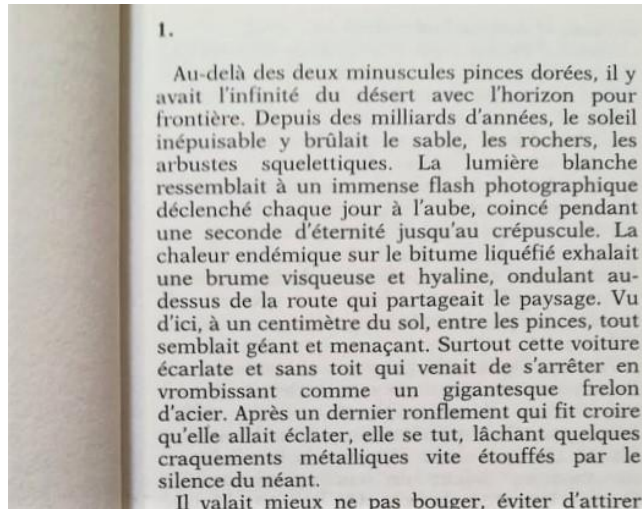 1.
Au-delà des deux minuscules pinces dorées, il y
avait l'infinité du désert avec l'horizon pour
frontière. Depuis des milliards d'années, le soleil
inépuisable y brûlait le sable, les rochers, les
arbustes squelettiques. La lumière blanche
ressemblait à un immense flash photographique
déclenché chaque jour à l'aube, coincé pendant
une seconde d'éternité jusqu'au crépuscule. La
chaleur endémique sur le bitume liquéfié exhalait
une brume visqueuse et hyaline, ondulant au-
dessus de la route qui partageait le paysage. Vu
d'ici, à un centimètre du sol, entre les pinces, tout
semblait géant et menaçant. Surtout cette voiture
écarlate et sans toit qui venait de s'arrêter en
vrombissant comme un gigantesque frelon
d'acier. Après un dernier ronflement qui fit croire
qu'elle allait éclater, elle se tut, lâchant quelques
craquements métalliques vite étouffés par le
silence du néant.
Il valait mieux ne pas bouger, éviter d'attirer